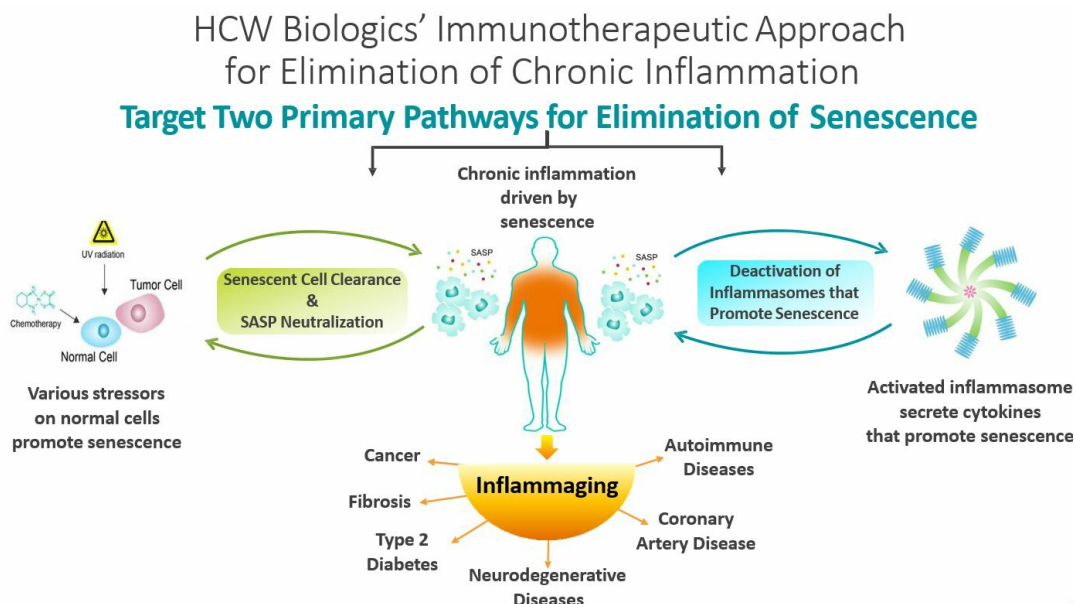 HCW Biologics' Immunotherapeutic Approach
for Elimination of Chronic Inflammation
Target Two Primary Pathways for Elimination of Senescence
Chronic inflammation
driven by
senescence
UV radiation
Tumor Cell
Chemotherapy
Normal Cell
Various stressors
on normal cells
promote senescence
Senescent Cell Clearance
&
SASP Neutralization
SASP
SASP
Deactivation of
Inflammasomes that
Promote Senescence
Activated inflammasome
secrete cytokines
that promote senescence
Inflammaging
Cancer
Fibrosis
Type 2
Diabetes
Neurodegenerative
Diseases
Coronary
Artery Disease
Autoimmune
Diseases